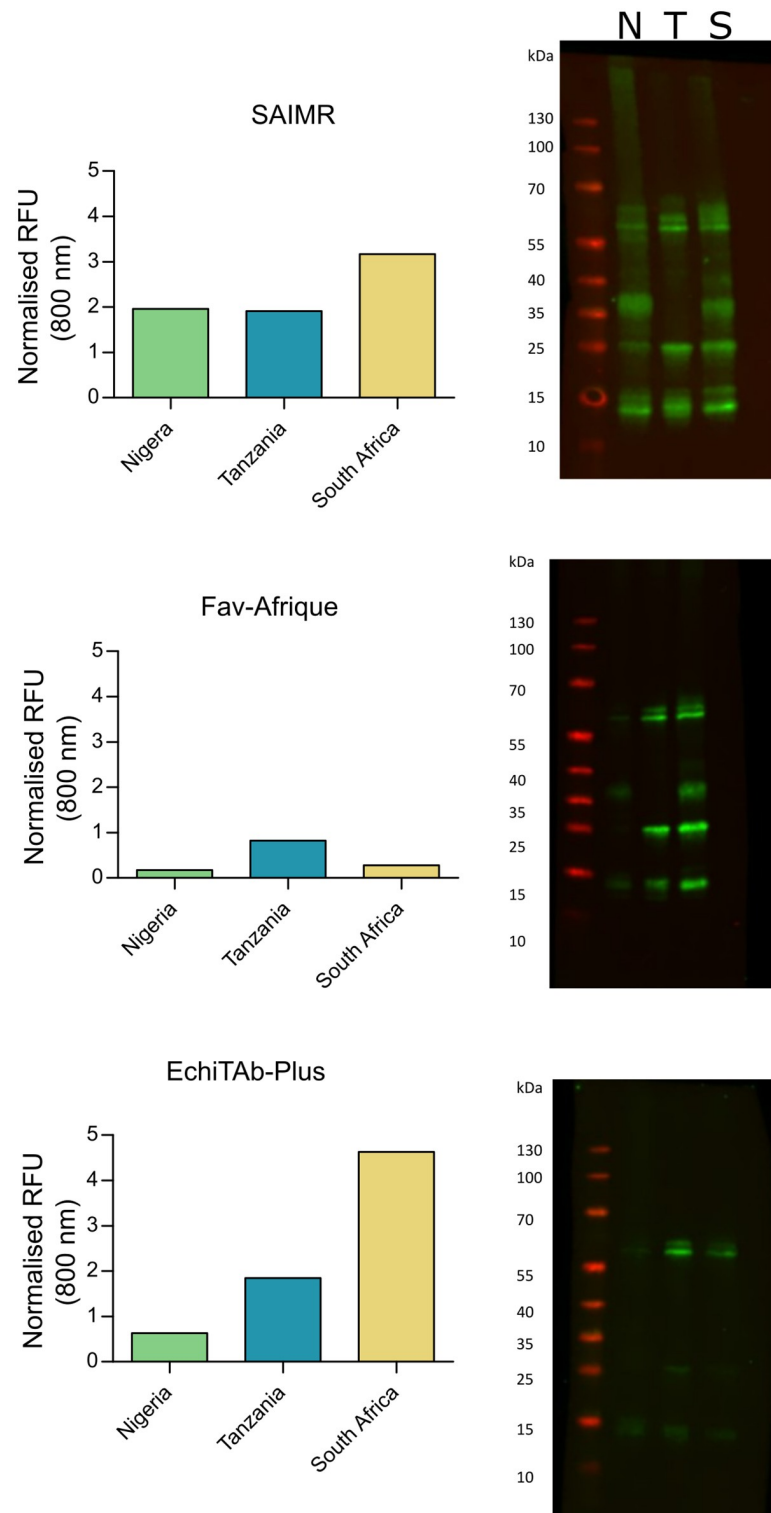 N T S
SAIMR
Normalised RFU
(800 nm)
5
4
3
2
1
0
Nigera
Tanzania
South Africa
kDa
130
100
70
55
40
35
25
15
10
Fav-Afrique
Normalised RFU
(800 nm)
5
4
3
2
1
0
Nigeria
Tanzania
South Africa
kDa
130
100
70
55
40
35
25
15
10
EchiTAb-Plus
Normalised RFU
(800 nm)
5
4
3
2
1
0
Nigeria
Tanzania
South Africa
kDa
130
100
70
55
40
35
25
15
10